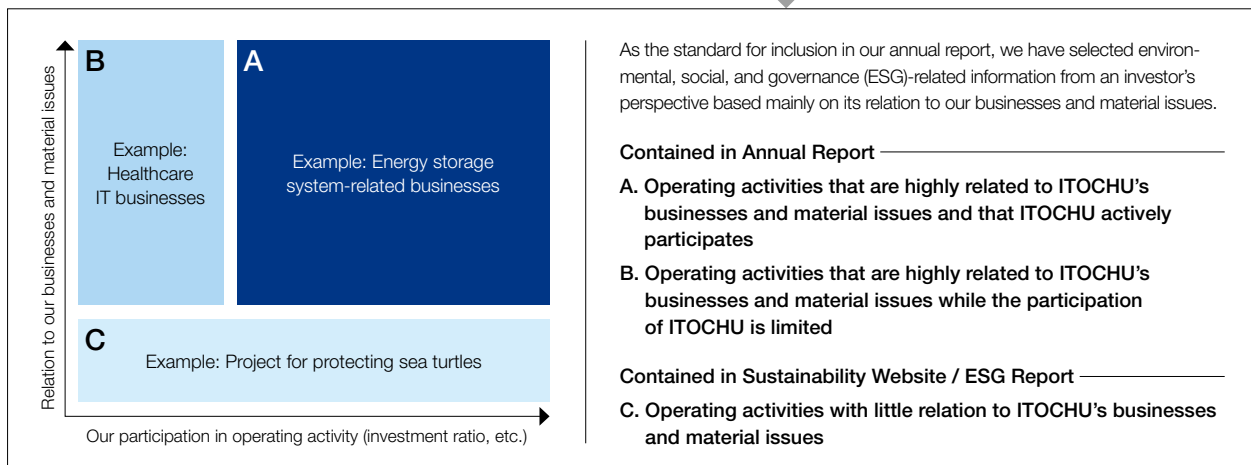 Relation to our businesses and material issues
B
Example:
Healthcare
IT businesses
A
Example: Energy storage
system-related businesses
C
Example: Project for protecting sea turtles
Our participation in operating activity (investment ratio, etc.)
As the standard for inclusion in our annual report, we have selected environ-
mental, social, and governance (ESG)-related information from an investor’s
perspective based mainly on its relation to our businesses and material issues.
Contained in Annual Report
A. Operating activities that are highly related to ITOCHU’s
businesses and material issues and that ITOCHU actively
participates
B. Operating activities that are highly related to ITOCHU’s
businesses and material issues while the participation
of ITOCHU is limited
Contained in Sustainability Website / ESG Report
C. Operating activities with little relation to ITOCHU’s businesses
and material issues